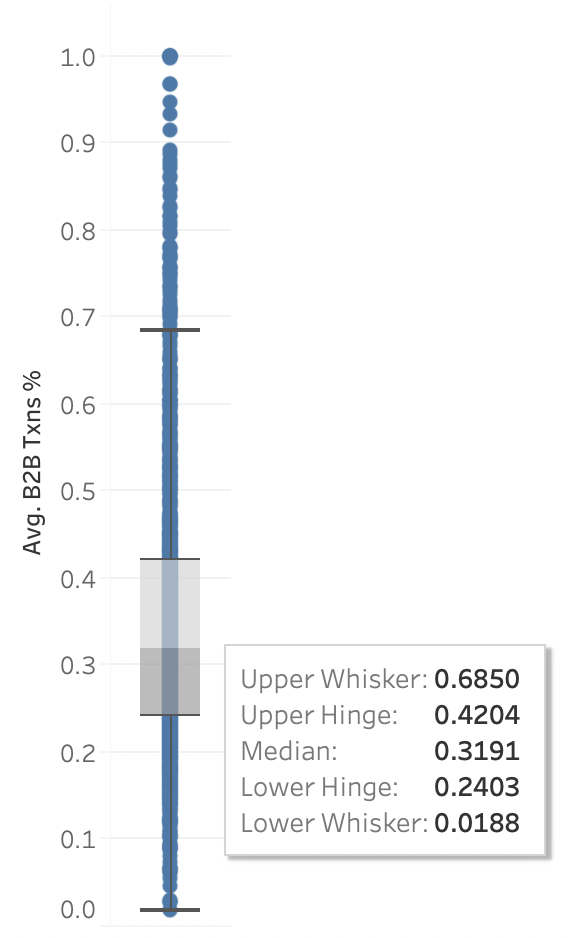 Avg. B2B Txns %
1.0
0.9
0.8
0.7
0.6
0.5
0.4
0.3
0.2
0.1
0.0
Upper Whisker: 0.6850
Upper Hinge: 0.4204
Median: 0.3191
Lower Hinge: 0.2403
Lower Whisker: 0.0188